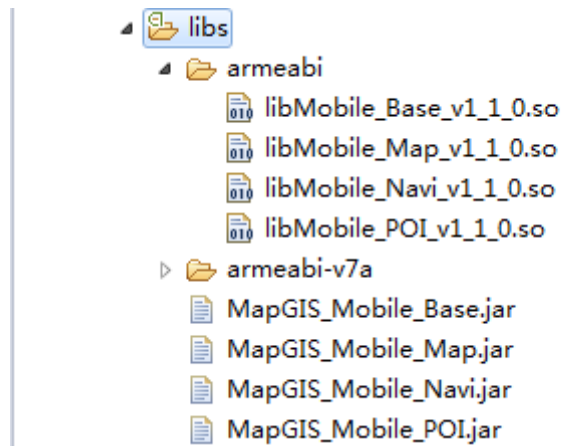 libs
armeabi
libMobile_Base_v1_1_0.so
libMobile_Map_v1_1_0.so
libMobile_Navi_v1_1_0.so
libMobile_POI_v1_1_0.so
armeabi-v7a
MapGIS_Mobile_Base.jar
MapGIS_Mobile_Map.jar
MapGIS_Mobile_Navi.jar
MapGIS_Mobile_POI.jar